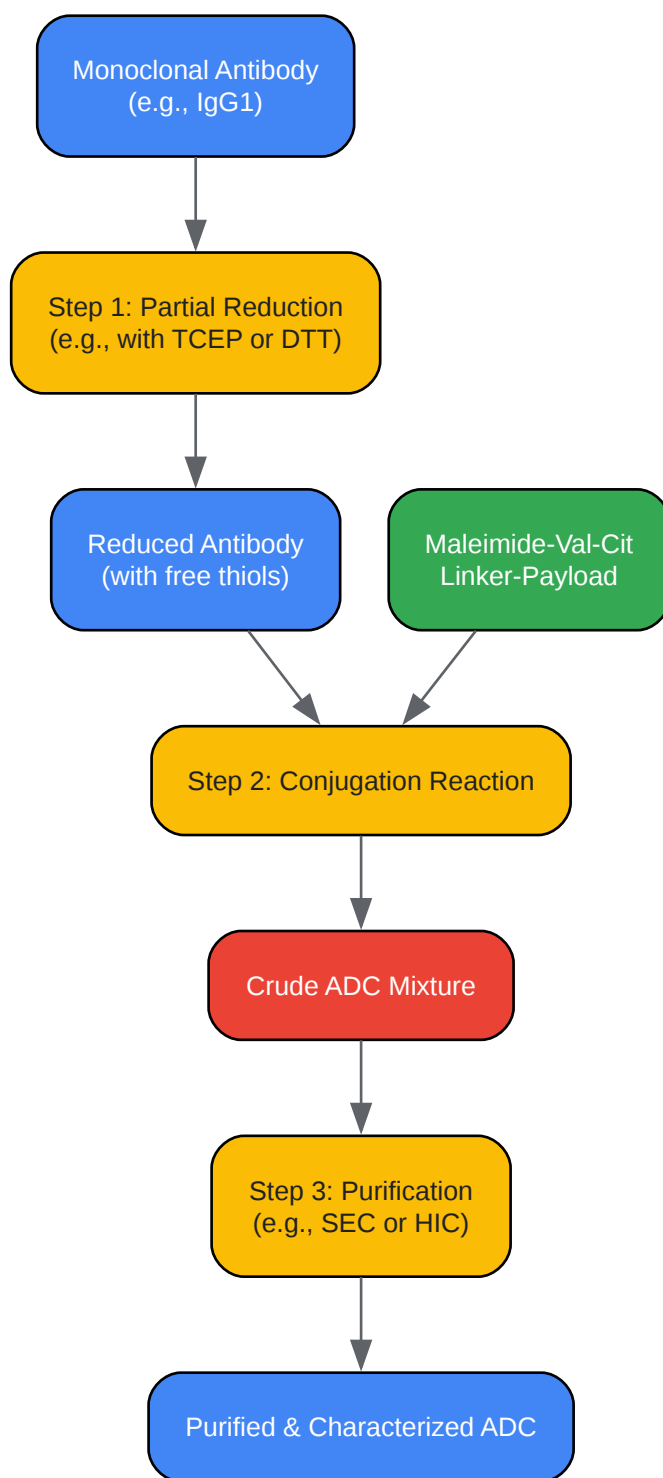 Monoclonal Antibody
(e.g., IgG1)
Step 1: Partial Reduction
(e.g., with TCEP or DTT)
Reduced Antibody
(with free thiols)
Maleimide-Val-Cit
Linker-Payload
Step 2: Conjugation Reaction
Crude ADC Mixture
Step 3: Purification
(e.g., SEC or HIC)
Purified & Characterized ADC